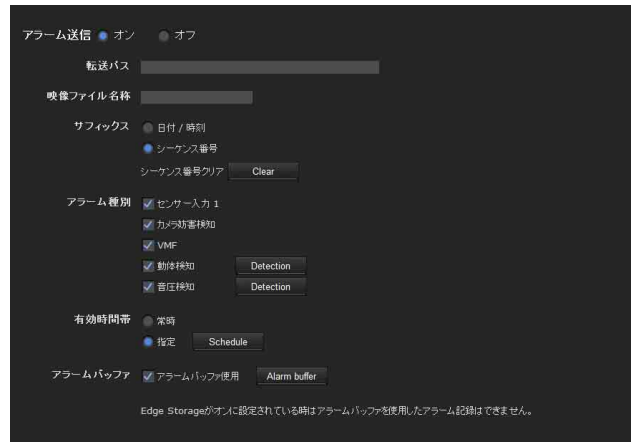 アラーム送信 オン オフ
転送パス
映像ファイル名称
サフィックス 日付 / 時刻
シーケンス番号
シーケンス番号クリア Clear
アラーム種別 センサー入力 1
カメラ妨害検知
VMF
動体検知 Detection
音圧検知 Detection
有効時間帯 常時
指定 Schedule
アラームバッファ アラームバッファ使用 Alarm buffer
Edge Storageがオンに設定されている時はアラームバッファを使用したアラーム記録はできません。